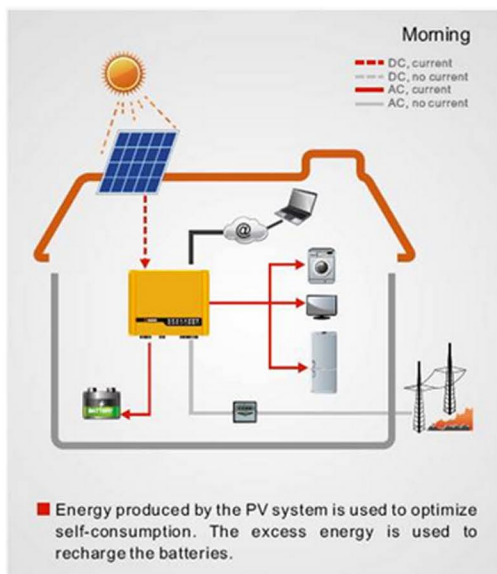 Morning
DC, current
DC, no current
AC, current
AC, no current
@
BATTERY
Energy produced by the PV system is used to optimize
self-consumption. The excess energy is used to
recharge the batteries.